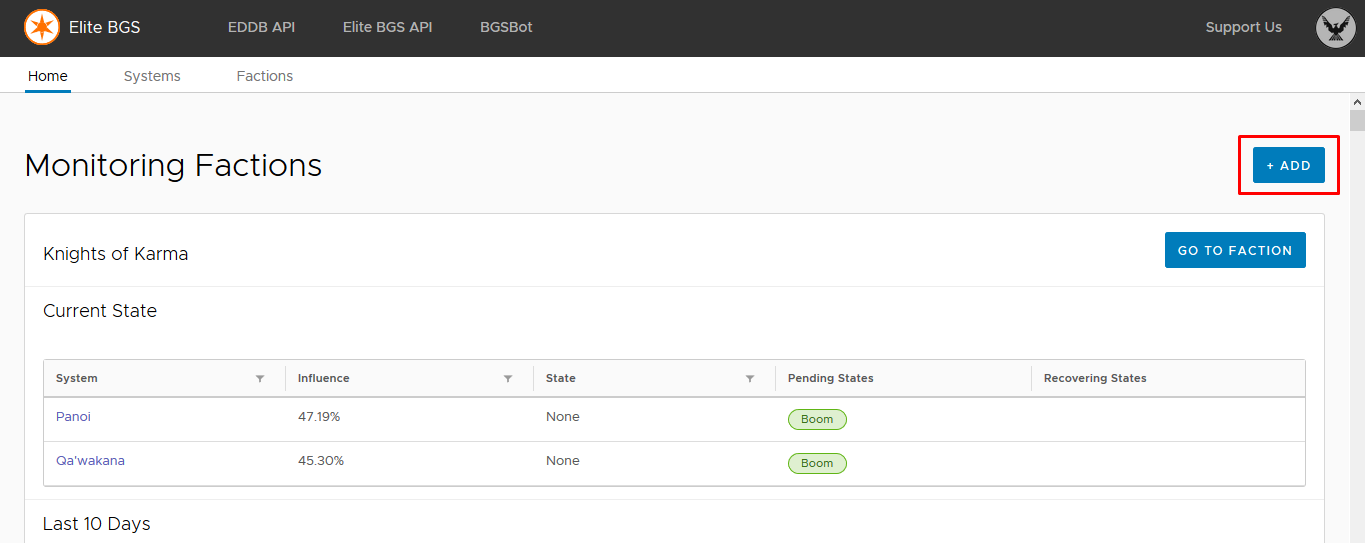 Elite BGS EDDB API Elite BGS API BGSBot Support Us
Home Systems Factions
Monitoring Factions + ADD
Knights of Karma GO TO FACTION
Current State
System Influence State Pending States Recovering States
Panoi 47.19% None Boom
Qa'wakana 45.30% None Boom
Last 10 Days